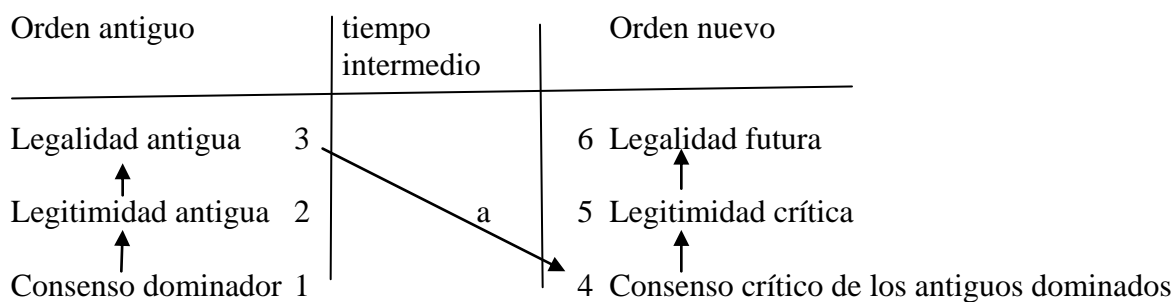 Orden antiguo tiempo Orden nuevo
intermedio
Legalidad antigua 3 6 Legalidad futura
Legitimidad antigua 2 a 5 Legitimidad crítica
Consenso dominador 1 4 Consenso crítico de los antiguos dominados